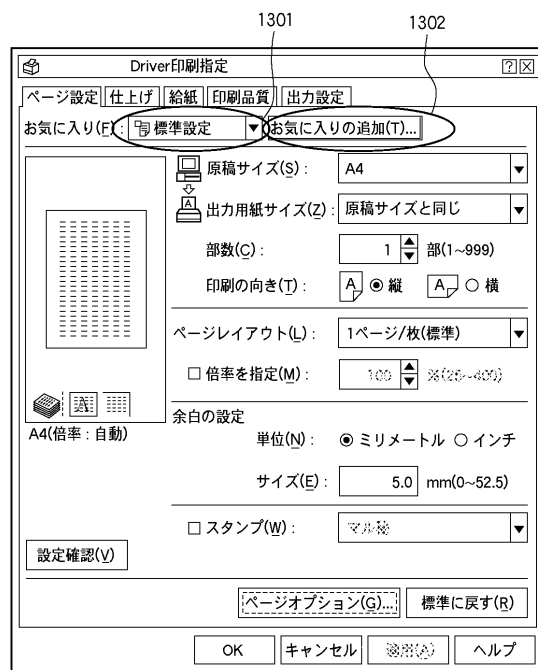 1301
1302
Driver印刷指定
ページ設定 仕上げ 給紙 印刷品質 出力設定
お気に入り(F): 標準設定 お気に入りの追加(T)...
原稿サイズ(S): A4
出力用紙サイズ(Z): 原稿サイズと同じ
部数(C): 1 部(1~999)
印刷の向き(T): A 縦 A 横
ページレイアウト(L): 1ページ/枚(標準)
倍率を指定(M): 100 %(25~400)
A4(倍率:自動)
余白の設定
単位(N): ミリメートル インチ
サイズ(E): 5.0 mm(0~52.5)
スタンプ(W): マル秘
設定確認(V)
ページオプション(G)... 標準に戻す(R)
OK キャンセル 適用(A) ヘルプ